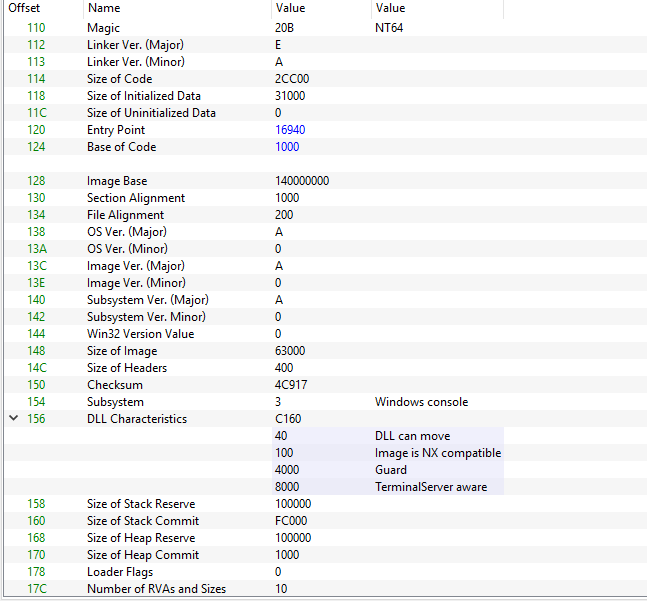 Offset Name Value Value
110 Magic 20B NT64
112 Linker Ver. (Major) E
113 Linker Ver. (Minor) A
114 Size of Code 2CC00
118 Size of Initialized Data 31000
11C Size of Uninitialized Data 0
120 Entry Point 16940
124 Base of Code 1000
128 Image Base 140000000
130 Section Alignment 1000
134 File Alignment 200
138 OS Ver. (Major) A
13A OS Ver. (Minor) 0
13C Image Ver. (Major) A
13E Image Ver. (Minor) 0
140 Subsystem Ver. (Major) A
142 Subsystem Ver. Minor) 0
144 Win32 Version Value 0
148 Size of Image 63000
14C Size of Headers 400
150 Checksum 4C917
154 Subsystem 3 Windows console
156 DLL Characteristics C160
40 DLL can move
100 Image is NX compatible
4000 Guard
8000 TerminalServer aware
158 Size of Stack Reserve 100000
160 Size of Stack Commit FC000
168 Size of Heap Reserve 100000
170 Size of Heap Commit 1000
178 Loader Flags 0
17C Number of RVAs and Sizes 10